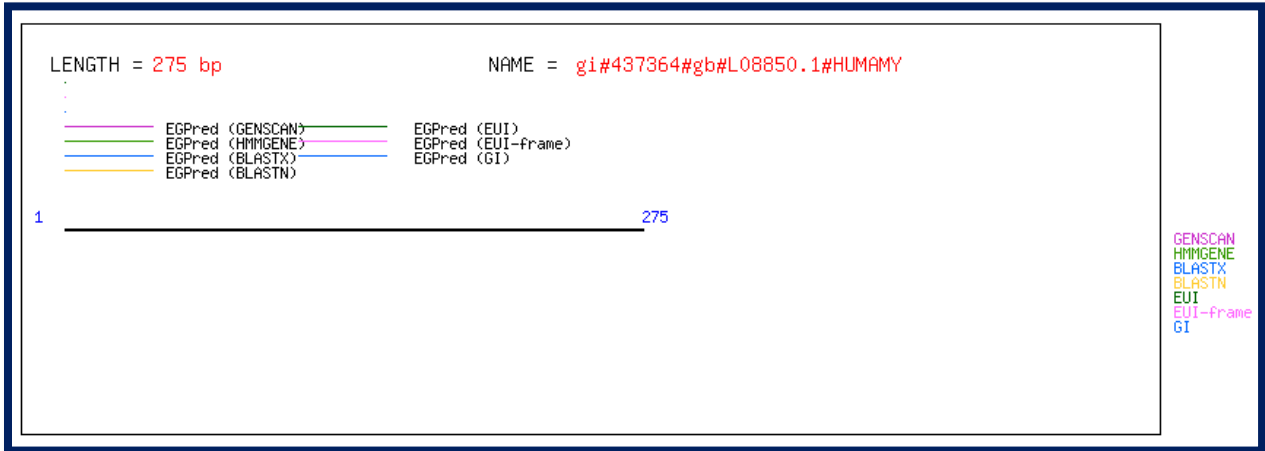 LENGTH = 275 bp NAME = gi#437364#gb#L08850.1#HUMAMY
EGPred (GENSCAN) EGPred (EUI)
EGPred (HMMGENE) EGPred (EUI-frame)
EGPred (BLASTX) EGPred (GI)
EGPred (BLASTN)
1 275
GENSCAN
HMMGENE
BLASTX
BLASTN
EUI
EUI-frame
GI